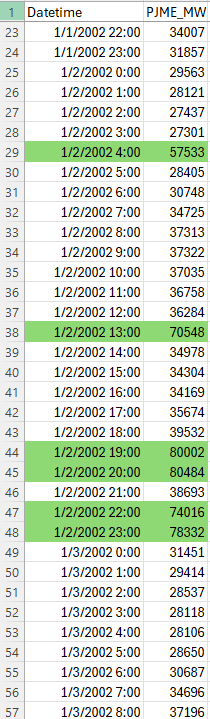 1 Datetime PJME_MW
23 1/1/2002 22:00 34007
24 1/1/2002 23:00 31857
25 1/2/2002 0:00 29563
26 1/2/2002 1:00 28121
27 1/2/2002 2:00 27437
28 1/2/2002 3:00 27301
29 1/2/2002 4:00 57533
30 1/2/2002 5:00 28405
31 1/2/2002 6:00 30748
32 1/2/2002 7:00 34725
33 1/2/2002 8:00 37313
34 1/2/2002 9:00 37322
35 1/2/2002 10:00 37035
36 1/2/2002 11:00 36758
37 1/2/2002 12:00 36284
38 1/2/2002 13:00 70548
39 1/2/2002 14:00 34978
40 1/2/2002 15:00 34304
41 1/2/2002 16:00 34169
42 1/2/2002 17:00 35674
43 1/2/2002 18:00 39532
44 1/2/2002 19:00 80002
45 1/2/2002 20:00 80484
46 1/2/2002 21:00 38693
47 1/2/2002 22:00 74016
48 1/2/2002 23:00 78332
49 1/3/2002 0:00 31451
50 1/3/2002 1:00 29414
51 1/3/2002 2:00 28537
52 1/3/2002 3:00 28118
53 1/3/2002 4:00 28106
54 1/3/2002 5:00 28650
55 1/3/2002 6:00 30687
56 1/3/2002 7:00 34696
57 1/3/2002 8:00 37196